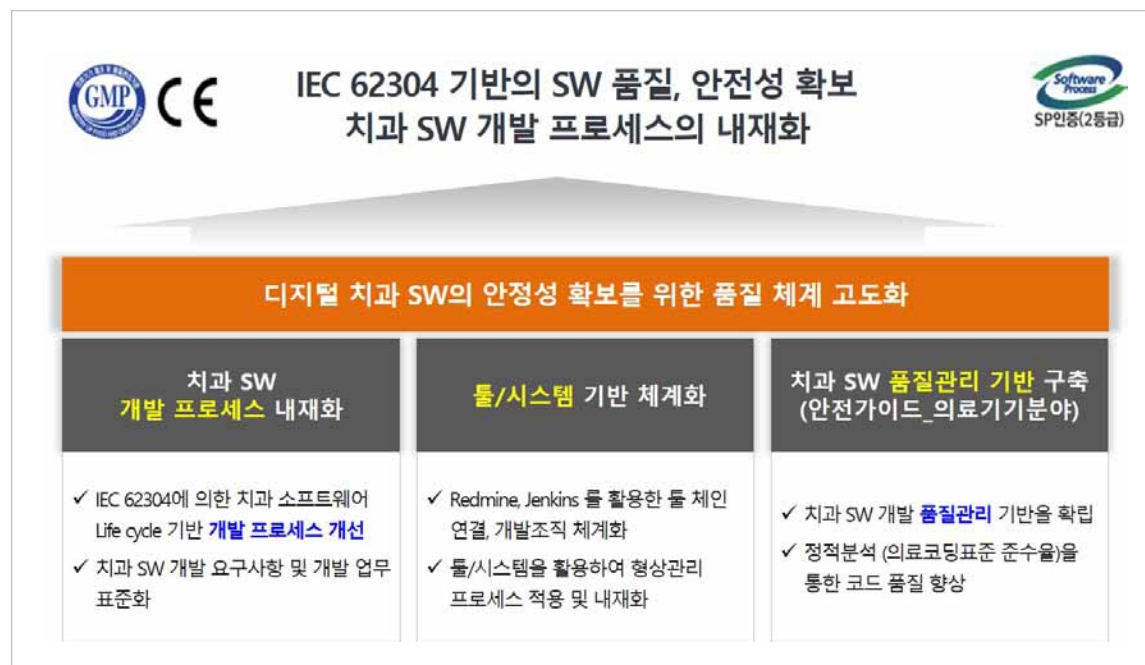 GMP
CE
IEC 62304 기반의 SW 품질, 안전성 확보
치과 SW 개발 프로세스의 내재화
Software
Process
SP인증(2등급)
디지털 치과 SW의 안정성 확보를 위한 품질 체계 고도화
치과 SW
개발 프로세스 내재화
✓ IEC 62304에 의한 치과 소프트웨어
Life cycle 기반 개발 프로세스 개선
✓ 치과 SW 개발 요구사항 및 개발 업무
표준화
툴/시스템 기반 체계화
✓ Redmine, Jenkins 를 활용한 툴 체인
연결, 개발조직 체계화
✓ 툴/시스템을 활용하여 형상관리
프로세스 적용 및 내재화
치과 SW 품질관리 기반 구축
(안전가이드_의료기기분야)
✓ 치과 SW 개발 품질관리 기반을 확립
✓ 정적분석 (의료코딩표준 준수율)을
통한 코드 품질 향상